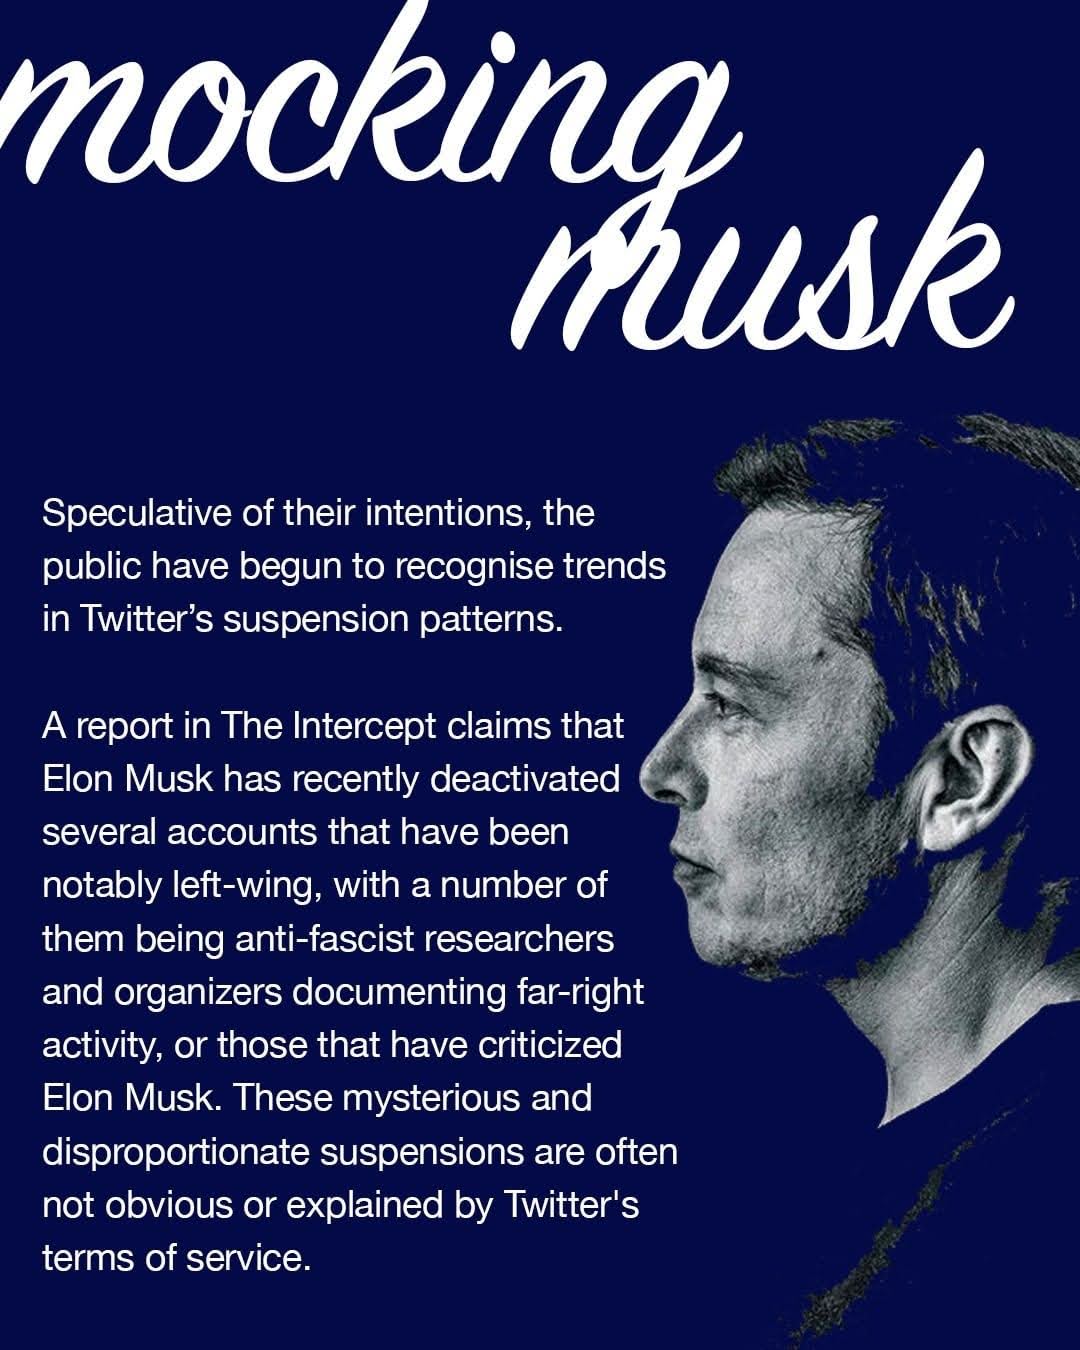 mocking
musk
Speculative of their intentions, the
public have begun to recognise trends
in Twitter’s suspension patterns.
A report in The Intercept claims that
Elon Musk has recently deactivated
several accounts that have been
notably left-wing, with a number of
them being anti-fascist researchers
and organizers documenting far-right
activity, or those that have criticized
Elon Musk. These mysterious and
disproportionate suspensions are often
not obvious or explained by Twitter's
terms of service.